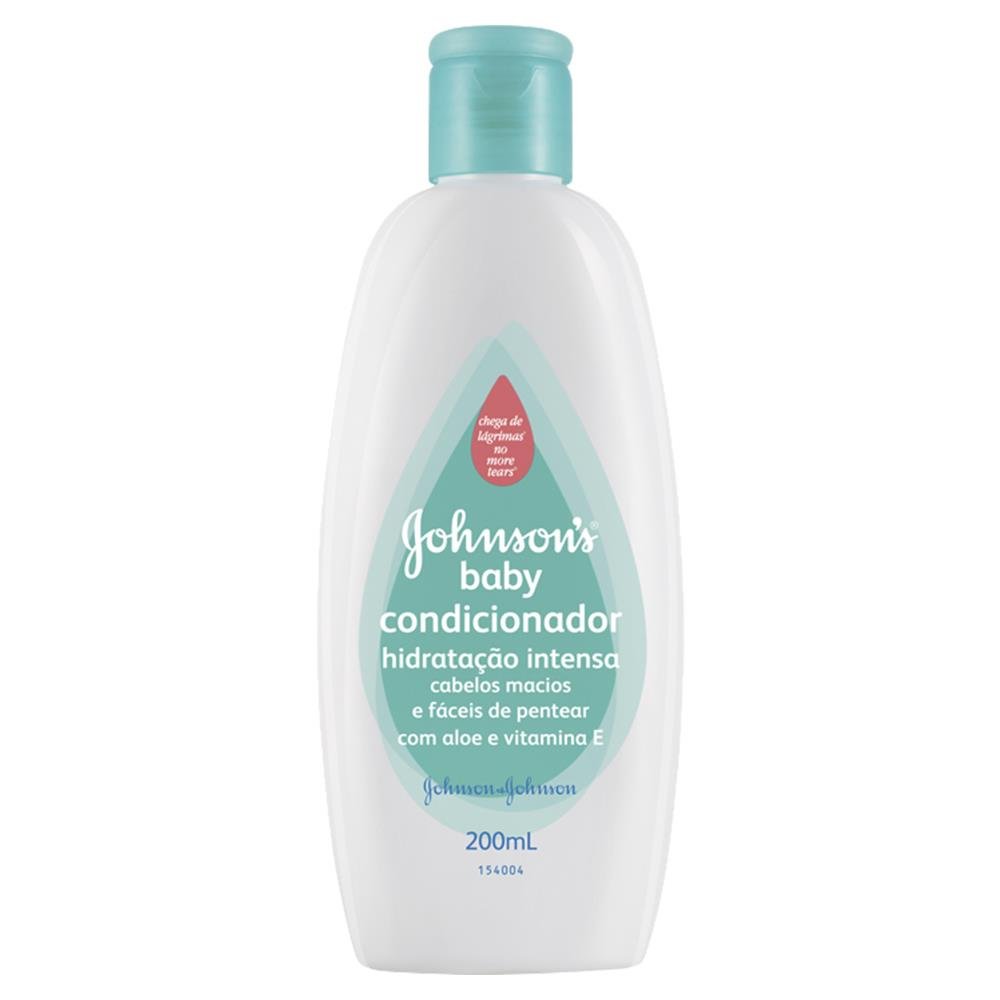 chega de
lágrimas®
no
more
tears®
Johnson's®
baby
condicionador
hidratação intensa
cabelos macios
e fáceis de pentear
com aloe e vitamina E
Johnson & Johnson
200mL
154004